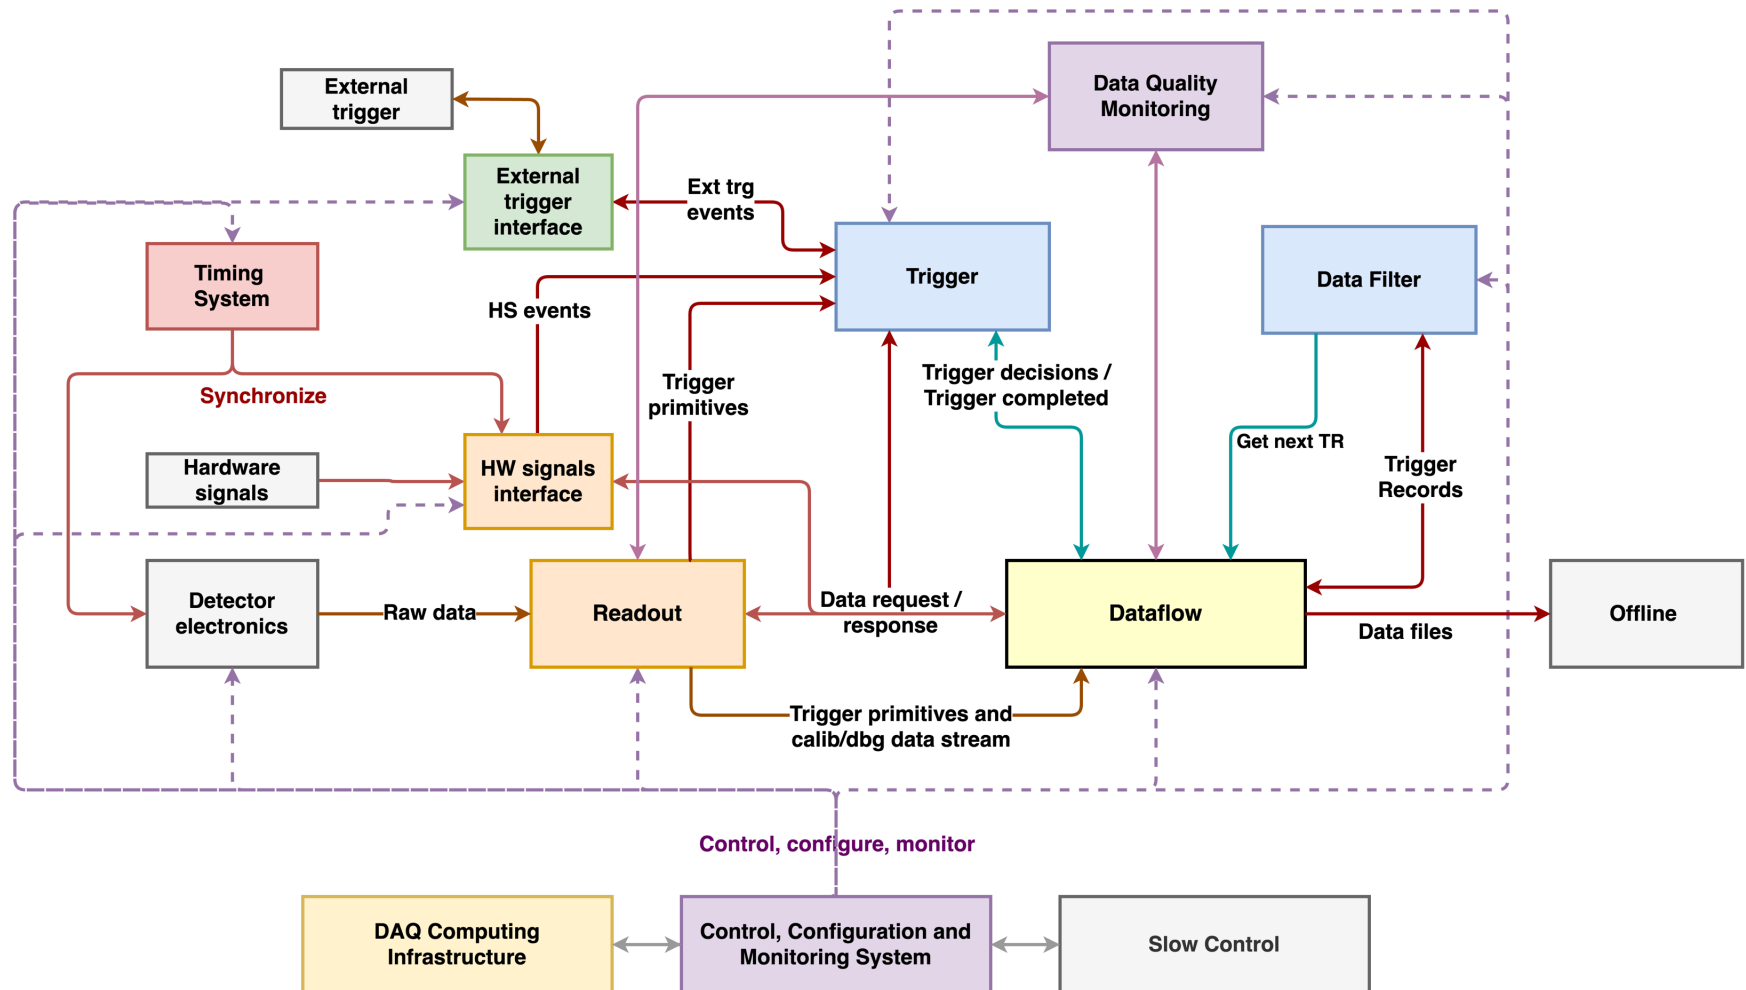 External
trigger
Data Quality
Monitoring
External
trigger
interface
Ext trg
events
Timing
System
Trigger
Data Filter
HS events
Synchronize
Trigger
primitives
Trigger decisions /
Trigger completed
Get next TR
Trigger
Records
Hardware
signals
HW signals
interface
Detector
electronics
Raw data
Readout
Data request /
response
Dataflow
Data files
Offline
Trigger primitives and
calib/dbg data stream
Control, configure, monitor
DAQ Computing
Infrastructure
Control, Configuration and
Monitoring System
Slow Control